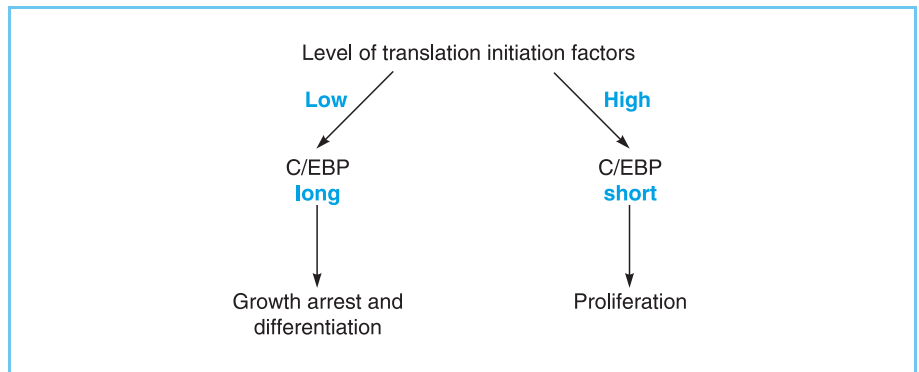 Level of translation initiation factors
Low
High
C/EBP
long
C/EBP
short
Growth arrest and
differentiation
Proliferation